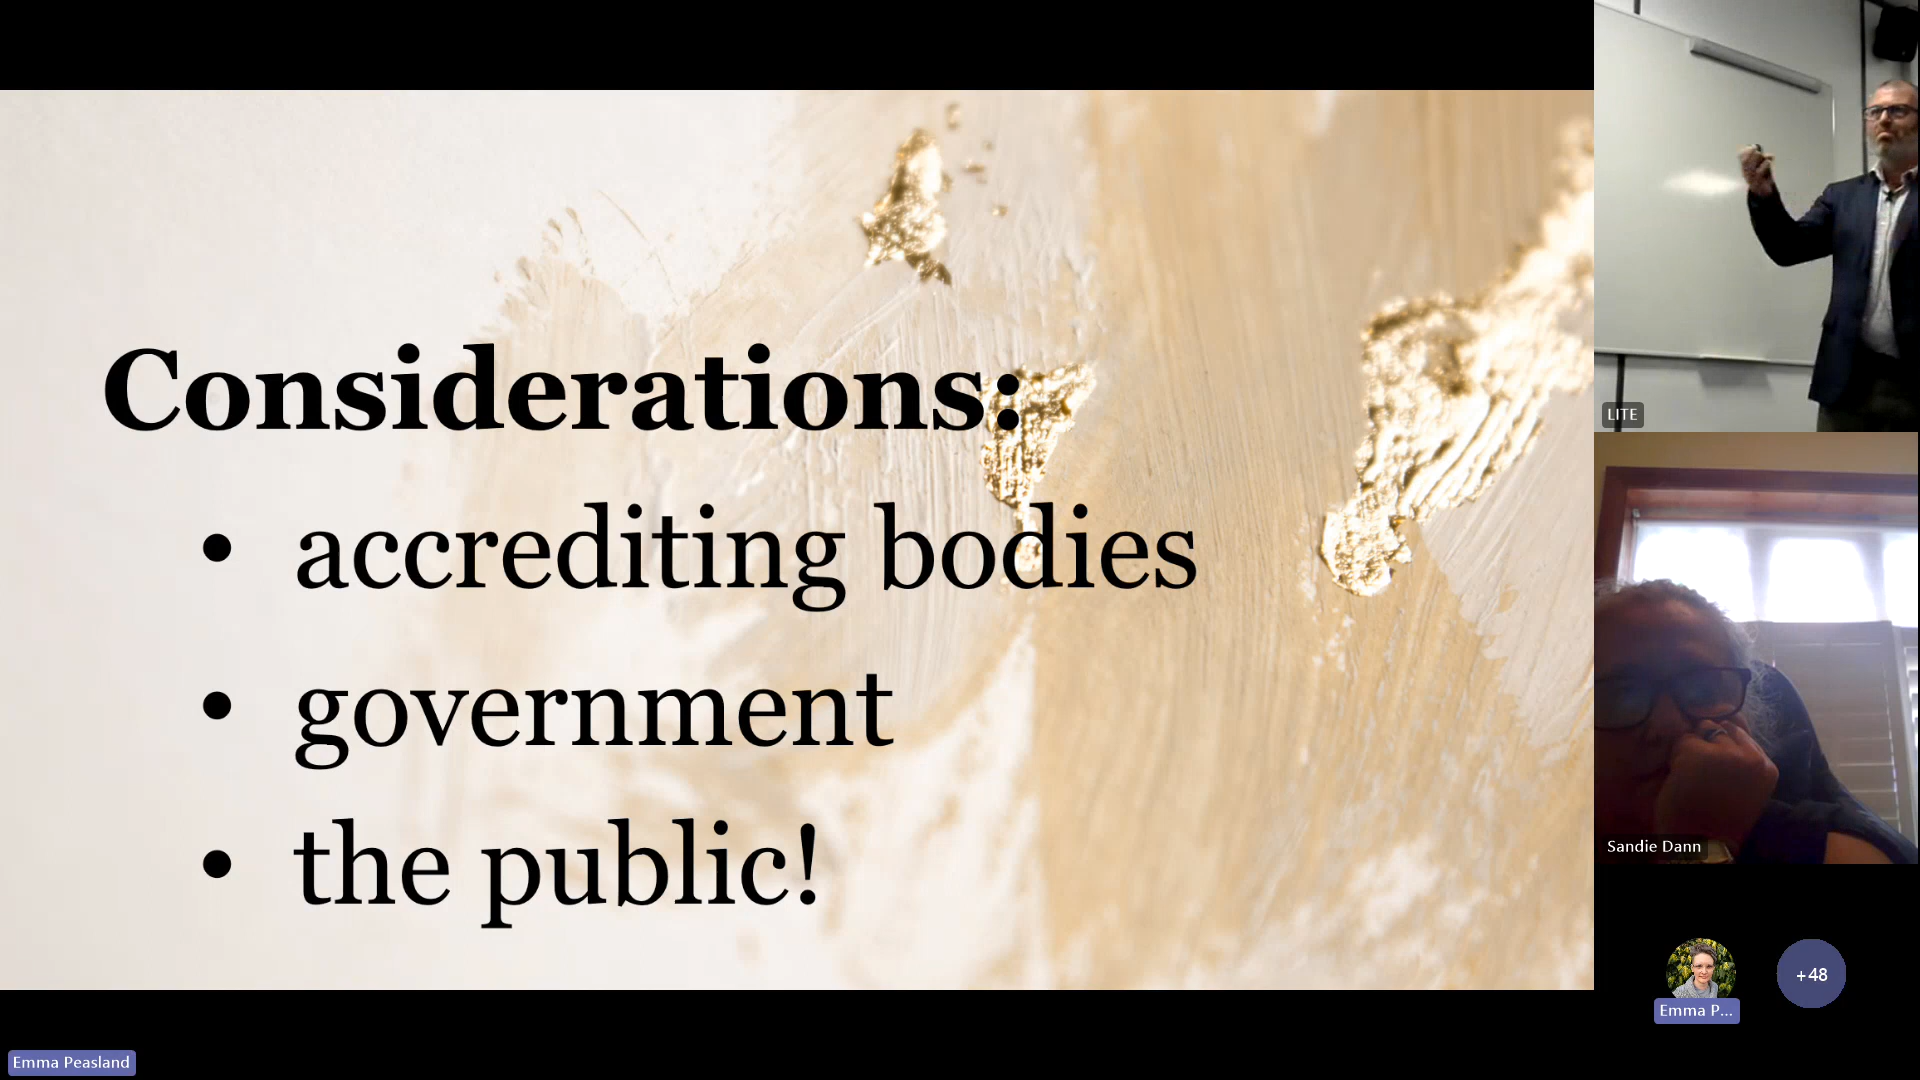 Considerations:
• accrediting bodies
• government
• the public!
LITE
Sandie Dann
Emma P...
+48
Emma Peasland